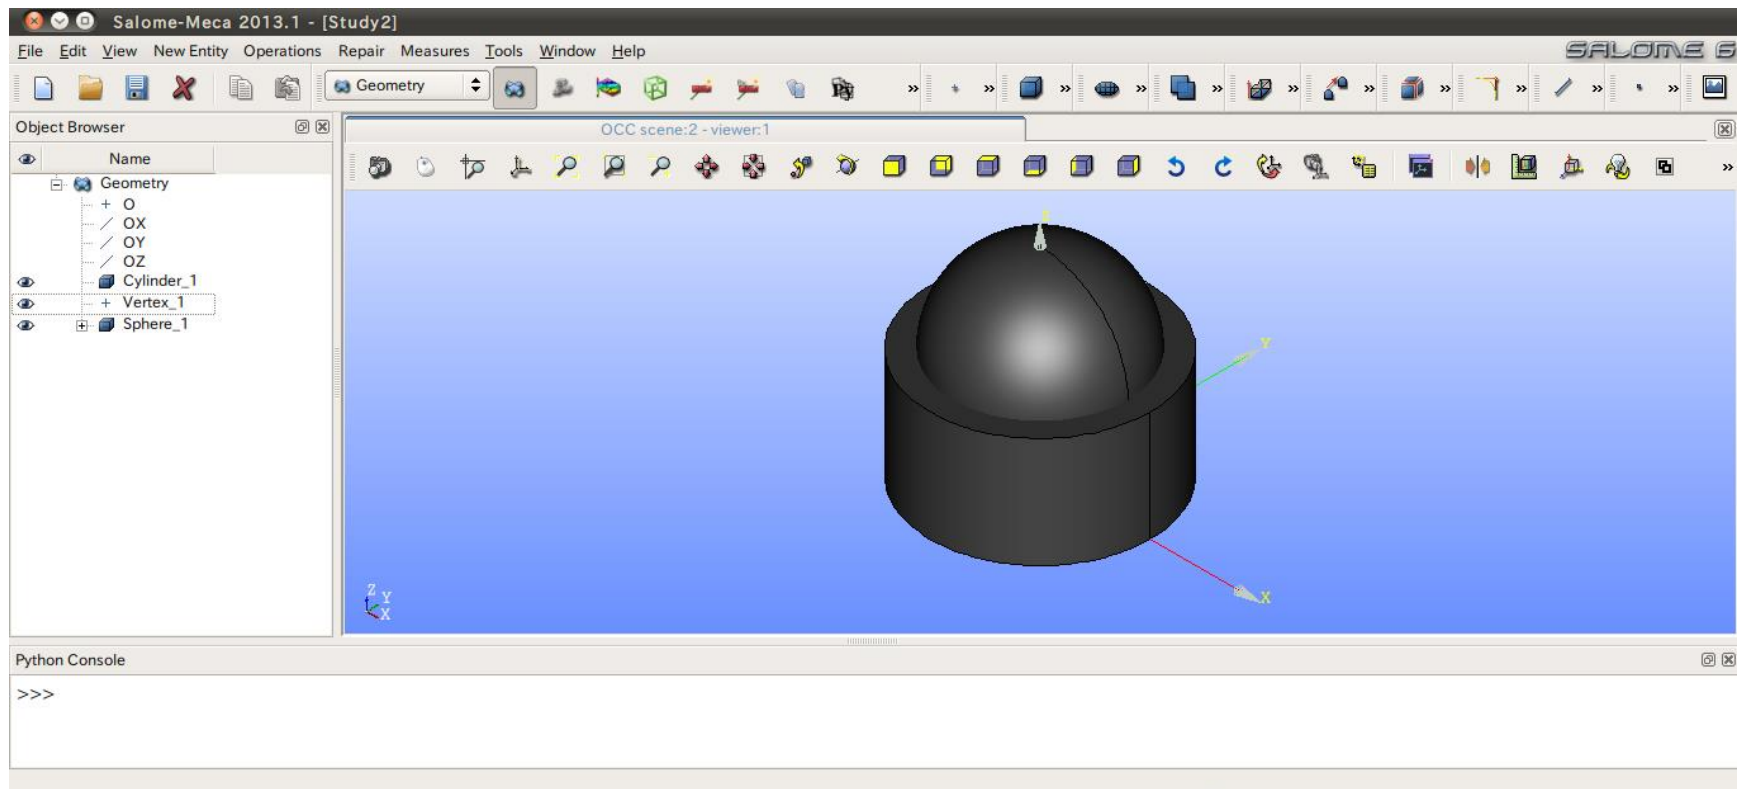 Salome-Meca 2013.1 - [Study2]
File Edit View New Entity Operations Repair Measures Tools Window Help
SALOME 6
Geometry
Object Browser
OCC scene:2 - viewer:1
Name
Geometry
O
OX
OY
OZ
Cylinder_1
Vertex_1
Sphere_1
Z
Y
X
Z
Y
X
Python Console
>>>